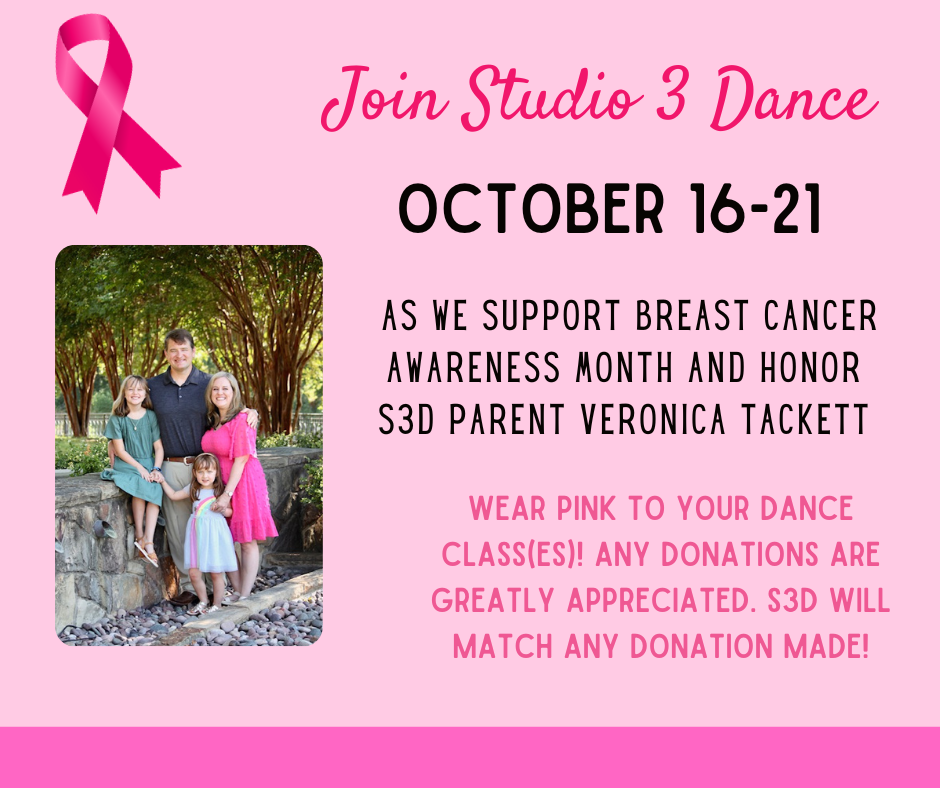 Join Studio 3 Dance
OCTOBER 16-21
AS WE SUPPORT BREAST CANCER
AWARENESS MONTH AND HONOR
S3D PARENT VERONICA TACKETT
WEAR PINK TO YOUR DANCE
CLASS(ES)! ANY DONATIONS ARE
GREATLY APPRECIATED. S3D WILL
MATCH ANY DONATION MADE!